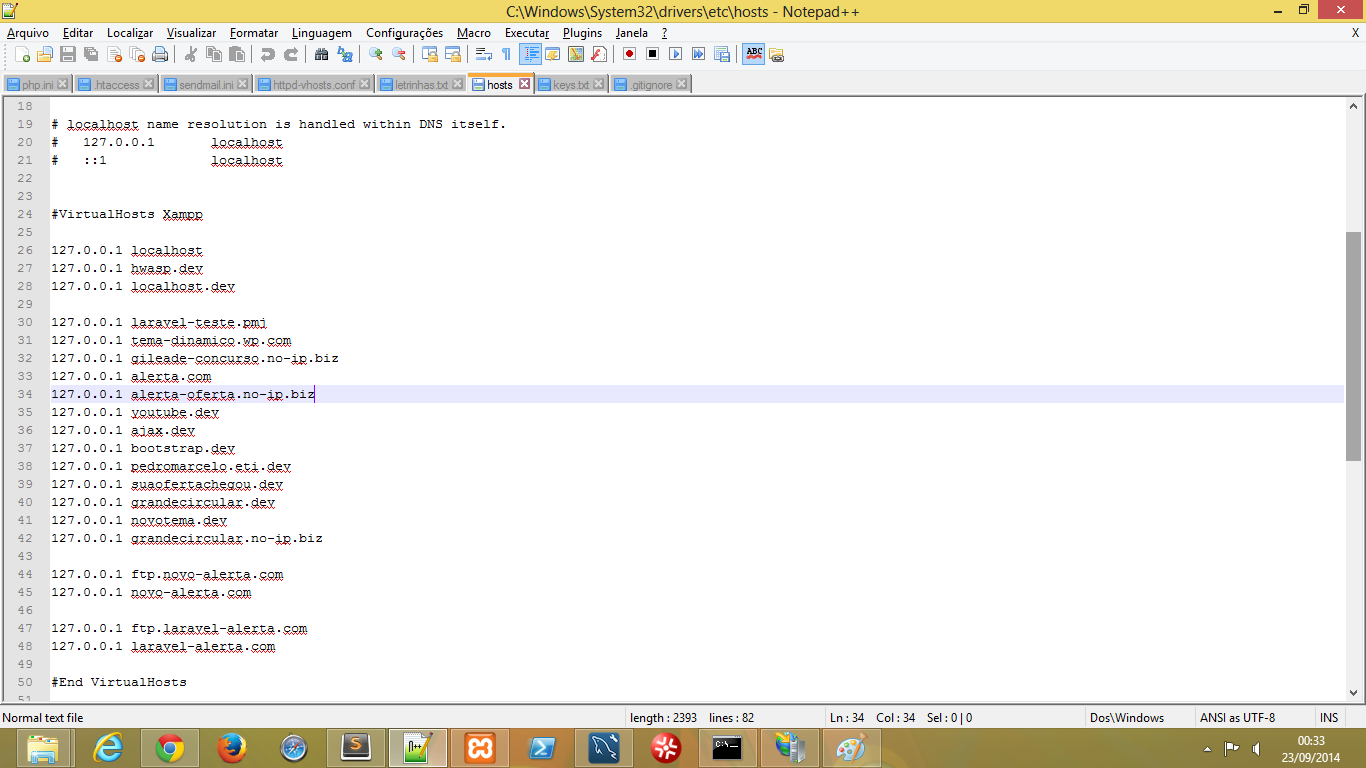 C:\Windows\System32\drivers\etc\hosts - Notepad++
Arquivo Editar Localizar Visualizar Formatar Linguagem Configurações Macro Executar Plugins Janela ? X
php.ini .htaccess sendmail.ini httpd-vhosts.conf letrinhas.txt hosts keys.txt .gitignore
18
19 # localhost name resolution is handled within DNS itself.
20 # 127.0.0.1 localhost
21 # ::1 localhost
22
23
24 #VirtualHosts Xampp
25
26 127.0.0.1 localhost
27 127.0.0.1 hwasp.dev
28 127.0.0.1 localhost.dev
29
30 127.0.0.1 laravel-teste.pmj
31 127.0.0.1 tema-dinamico.wp.com
32 127.0.0.1 gileade-concurso.no-ip.biz
33 127.0.0.1 alerta.com
34 127.0.0.1 alerta-oferta.no-ip.biz
35 127.0.0.1 youtube.dev
36 127.0.0.1 ajax.dev
37 127.0.0.1 bootstrap.dev
38 127.0.0.1 pedromarcelo.eti.dev
39 127.0.0.1 suaofertachegou.dev
40 127.0.0.1 grandecircular.dev
41 127.0.0.1 novotema.dev
42 127.0.0.1 grandecircular.no-ip.biz
43
44 127.0.0.1 ftp.novo-alerta.com
45 127.0.0.1 novo-alerta.com
46
47 127.0.0.1 ftp.laravel-alerta.com
48 127.0.0.1 laravel-alerta.com
49
50 #End VirtualHosts
51
Normal text file length : 2393 lines : 82 Ln : 34 Col : 34 Sel : 0 | 0 Dos\Windows ANSI as UTF-8 INS
00:33
23/09/2014